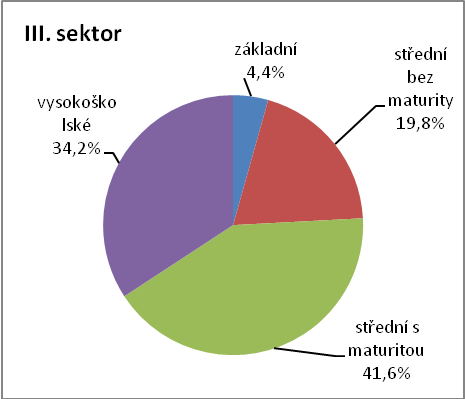 III. sektor
základní
4,4%
střední
bez
maturity
19,8%
střední s
maturitou
41,6%
vysokoško
lské
34,2%